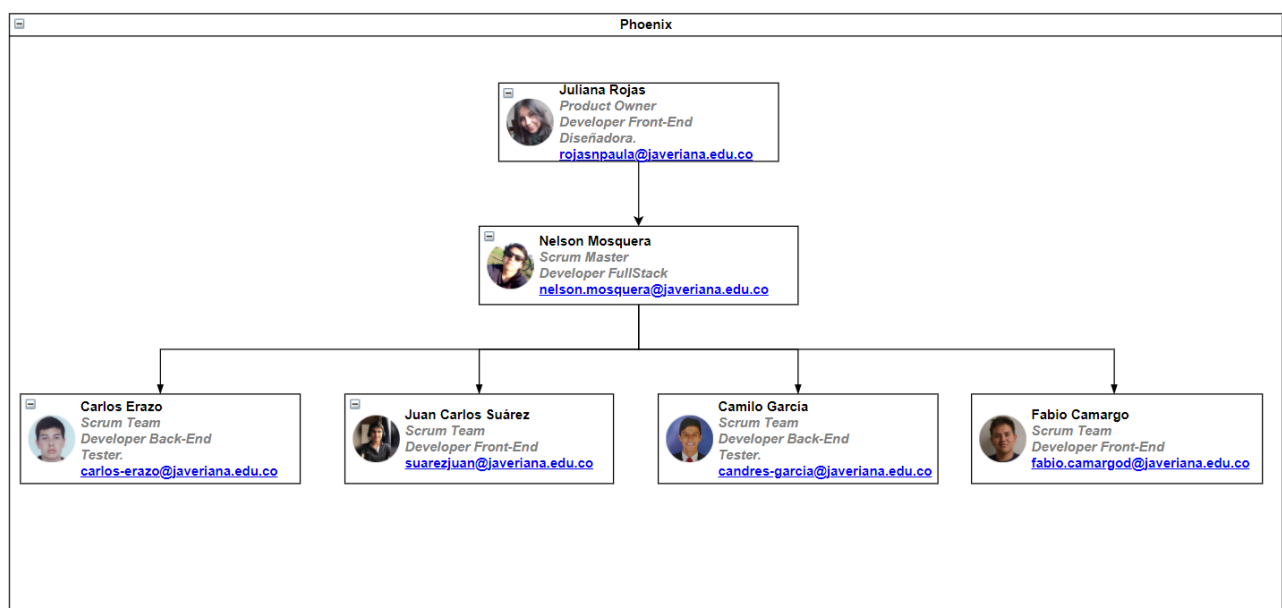 Phoenix
Juliana Rojas
Product Owner
Developer Front-End
Diseñadora.
rojasnpaula@javeriana.edu.co
Nelson Mosquera
Scrum Master
Developer FullStack
nelson.mosquera@javeriana.edu.co
Carlos Erazo
Scrum Team
Developer Back-End
Tester.
carlos-erazo@javeriana.edu.co
Juan Carlos Suárez
Scrum Team
Developer Front-End
suarezjuan@javeriana.edu.co
Camilo García
Scrum Team
Developer Back-End
Tester.
candres-garcia@javeriana.edu.co
Fabio Camargo
Scrum Team
Developer Front-End
fabio.camargod@javeriana.edu.co